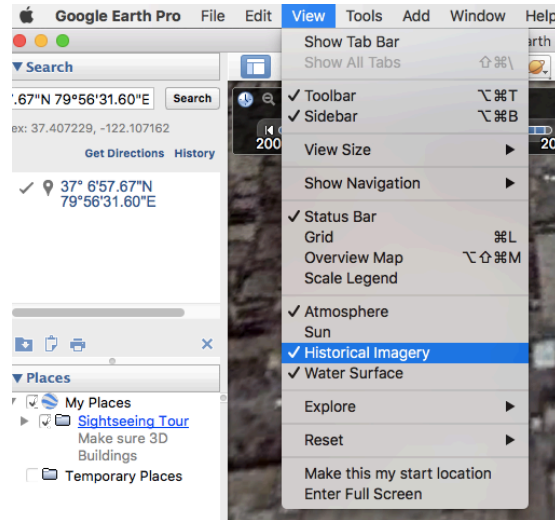 Google Earth Pro File Edit View Tools Add Window Help
arth
Search
.67"N 79°56'31.60"E Search
ex: 37.407229, -122.107162
Get Directions History
37° 6'57.67"N
79°56'31.60"E
Places
My Places
Sightseeing Tour
Make sure 3D
Buildings
Temporary Places
200
20
Show Tab Bar
Show All Tabs ⇧⌘\
✓ Toolbar ⌥⌘T
✓ Sidebar ⌥⌘B
View Size
Show Navigation
✓ Status Bar
Grid ⌘L
Overview Map ⌥⇧⌘M
Scale Legend
✓ Atmosphere
Sun
✓ Historical Imagery
✓ Water Surface
Explore
Reset
Make this my start location
Enter Full Screen